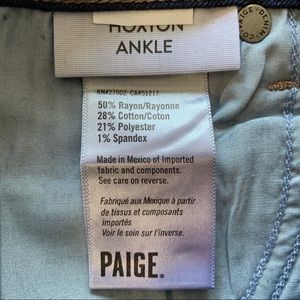 HOXTON
ANKLE
RN#27002 CA#51217
50% Rayon/Rayonne
28% Cotton/Coton
21% Polyester
1% Spandex
Made in Mexico of Imported
fabric and components.
See care on reverse.
Fabriqué aux Mexique à partir
de tissus et composants
importés
Voir le soin sur l'inverse.
PAIGE.